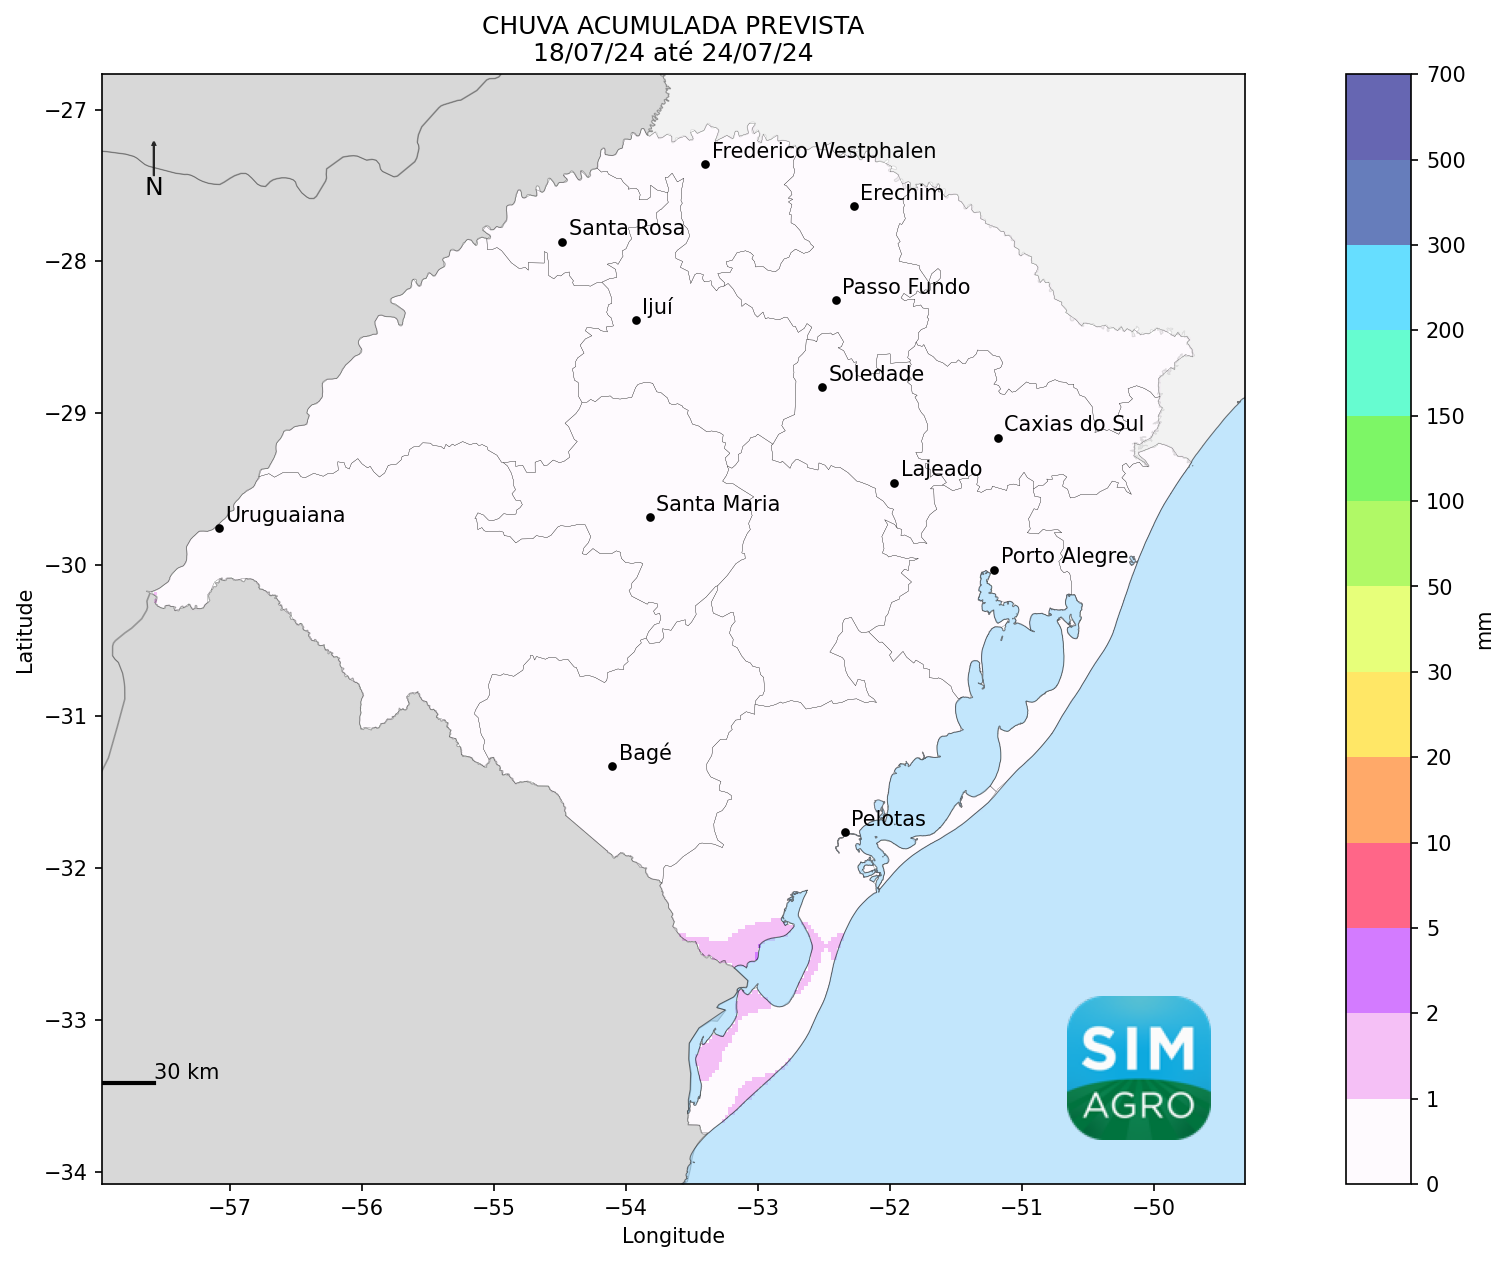 CHUVA ACUMULADA PREVISTA
18/07/24 até 24/07/24
−27
−28
−29
−30
−31
−32
−33
−34
Latitude
N
Frederico Westphalen
Erechim
Santa Rosa
Passo Fundo
Ijuí
Soledade
Caxias do Sul
Lajeado
Santa Maria
Uruguaiana
Porto Alegre
Bagé
Pelotas
30 km
SIM
AGRO
−57
−56
−55
−54
−53
−52
−51
−50
Longitude
700
500
300
200
150
100
50
30
20
10
5
2
1
0
mm